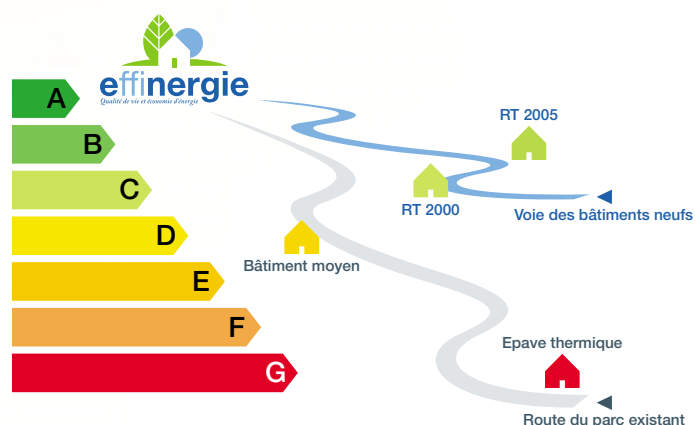 effinergie
Qualité de vie et économie d'énergie
A
B
C
D
E
F
G
RT 2005
RT 2000
Voie des bâtiments neufs
Bâtiment moyen
Epave thermique
Route du parc existant